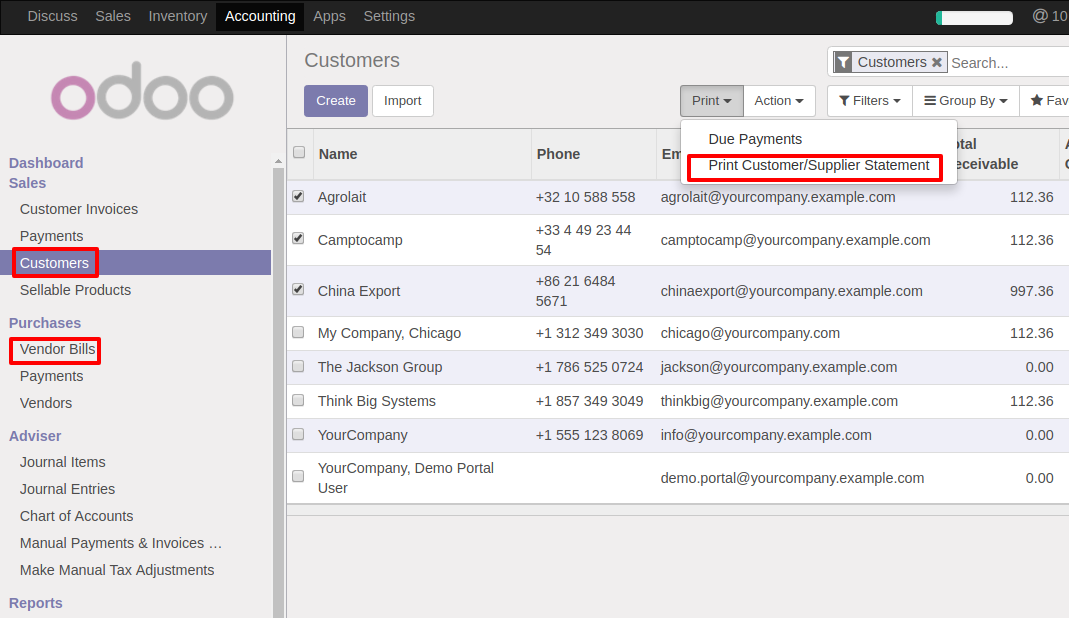 Discuss Sales Inventory Accounting Apps Settings @ 10
odoo
Dashboard
Sales
Customer Invoices
Payments
Customers
Sellable Products
Purchases
Vendor Bills
Payments
Vendors
Adviser
Journal Items
Journal Entries
Chart of Accounts
Manual Payments & Invoices …
Make Manual Tax Adjustments
Reports
Customers
Customers Search...
Create Import Print Action Filters Group By Fav
Due Payments
Print Customer/Supplier Statement
Name Phone Em
Agrolait +32 10 588 558 agrolait@yourcompany.example.com 112.36
Camptocamp +33 4 49 23 44 54 camptocamp@yourcompany.example.com 112.36
China Export +86 21 6484 5671 chinaexport@yourcompany.example.com 997.36
My Company, Chicago +1 312 349 3030 chicago@yourcompany.com 112.36
The Jackson Group +1 786 525 0724 jackson@yourcompany.example.com 0.00
Think Big Systems +1 857 349 3049 thinkbig@yourcompany.example.com 112.36
YourCompany +1 555 123 8069 info@yourcompany.example.com 0.00
YourCompany, Demo Portal User demo.portal@yourcompany.example.com 0.00